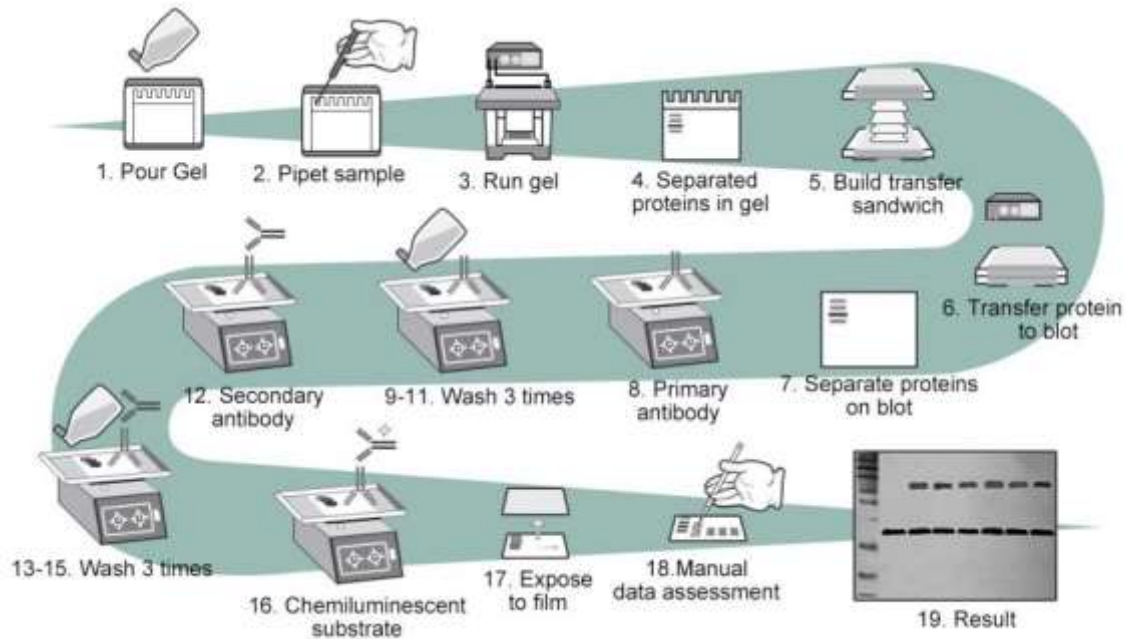 1. Pour Gel
2. Pipet sample
3. Run gel
4. Separated
proteins in gel
5. Build transfer
sandwich
6. Transfer protein
to blot
7. Separate proteins
on blot
8. Primary
antibody
9-11. Wash 3 times
12. Secondary
antibody
13-15. Wash 3 times
16. Chemiluminescent
substrate
17. Expose
to film
18.Manual
data assessment
19. Result